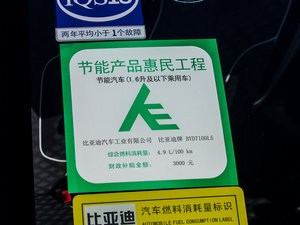 IQS18
两年平均小于1个故障
节能产品惠民工程
节能汽车(1.6升及以下乘用车)
比亚迪汽车工业有限公司 比亚迪牌 BYD7100L5
综合燃料消耗量: 4.9 L/100 km
财政补贴金额: 3000 元
比亚迪
汽车燃料消耗量标识
AUTOMOBILE FUEL CONSUMPTION LABEL